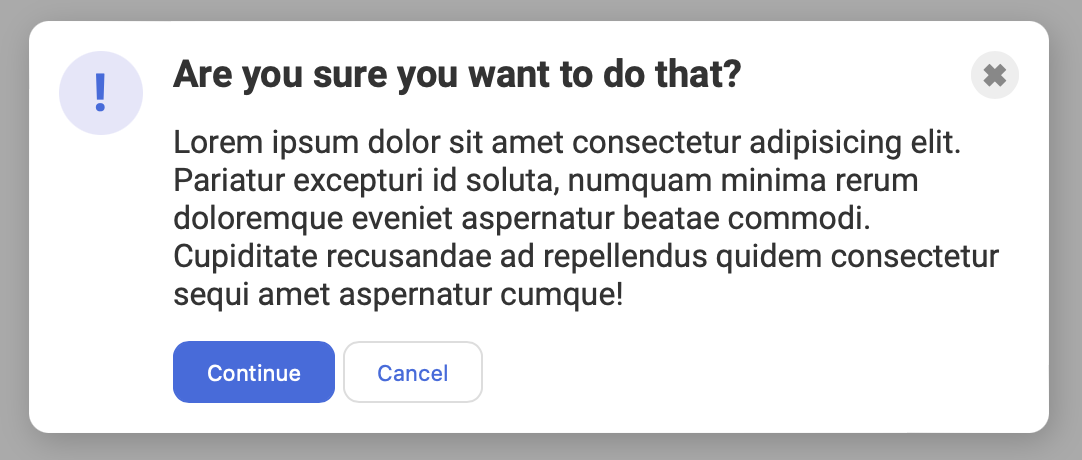 !
Are you sure you want to do that?
✖
Lorem ipsum dolor sit amet consectetur adipisicing elit.
Pariatur excepturi id soluta, numquam minima rerum
doloremque eveniet aspernatur beatae commodi.
Cupiditate recusandae ad repellendus quidem consectetur
sequi amet aspernatur cumque!
Continue
Cancel